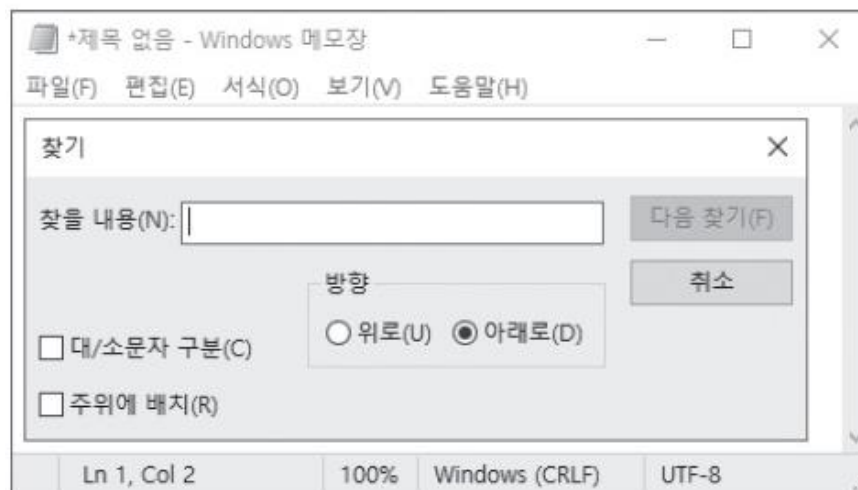 *제목 없음 - Windows 메모장
파일(F) 편집(E) 서식(O) 보기(V) 도움말(H)
찾기
찾을 내용(N): 다음 찾기(F)
방향 취소
위로(U) 아래로(D)
대/소문자 구분(C)
주위에 배치(R)
Ln 1, Col 2 100% Windows (CRLF) UTF-8